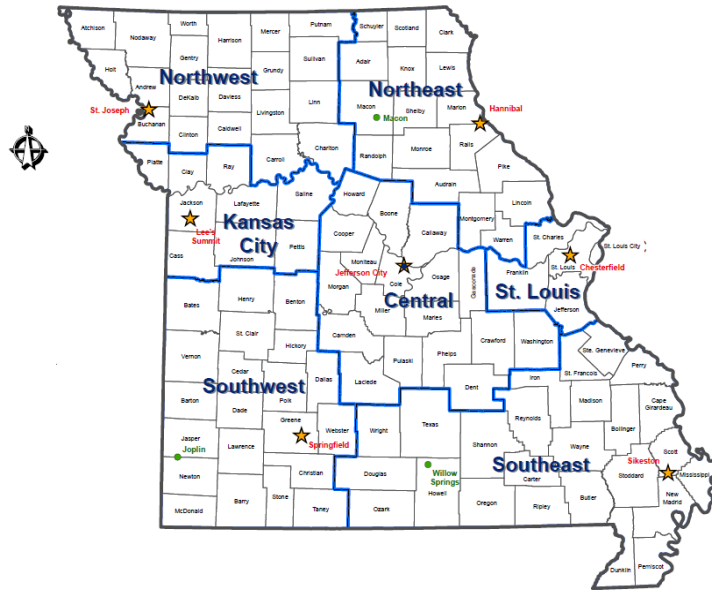 Atchison
Nodaway
Worth
Harrison
Mercer
Putnam
Schuyler
Scotland
Clark
Holt
Gentry
Sullivan
Adair
Knox
Lewis
Andrew
Northwest
Grundy
Northeast
DeKalb
Daviess
Linn
Macon
Shelby
Marion
St. Joseph
Buchanan
Livingston
Macon
Hannibal
Clinton
Caldwell
Chariton
Randolph
Monroe
Ralls
Platte
Clay
Ray
Carroll
Pike
Audrain
Jackson
Lafayette
Saline
Howard
Boone
Lincoln
Kansas
City
Lee's
Summit
Cooper
Callaway
Montgomery
Warren
St. Charles
St. Louis City
Cass
Johnson
Pettis
Moniteau
Jefferson City
Cole
Osage
Gasconade
Franklin
St. Louis
Chesterfield
Bates
Henry
Benton
Morgan
Miller
Central
Maries
St. Louis
Jefferson
St. Clair
Hickory
Camden
Pulaski
Phelps
Crawford
Washington
Ste. Genevieve
Perry
Vernon
Cedar
Southwest
Dallas
Laclede
Dent
Iron
St. Francois
Barton
Dade
Polk
Madison
Cape
Girardeau
Greene
Webster
Wright
Texas
Reynolds
Bollinger
Jasper
Joplin
Lawrence
Springfield
Shannon
Wayne
Sikeston
Scott
Newton
Christian
Douglas
Willow
Springs
Southeast
Carter
Stoddard
Mississippi
McDonald
Barry
Stone
Taney
Ozark
Howell
Oregon
Ripley
Butler
New
Madrid
Dunklin
Pemiscot